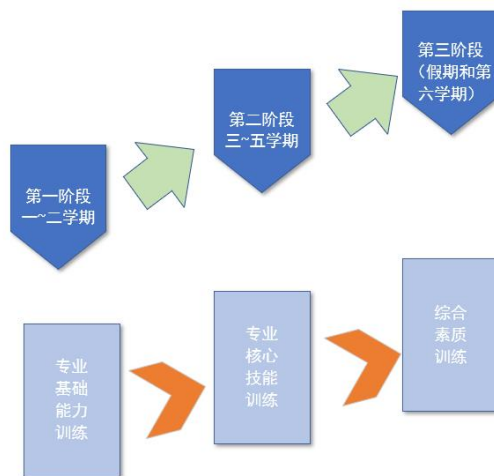 第一阶段
一~二学期
第二阶段
三~五学期
第三阶段
（假期和第
六学期）
专业
基础
能力
训练
专业
核心
技能
训练
综合
素质
训练